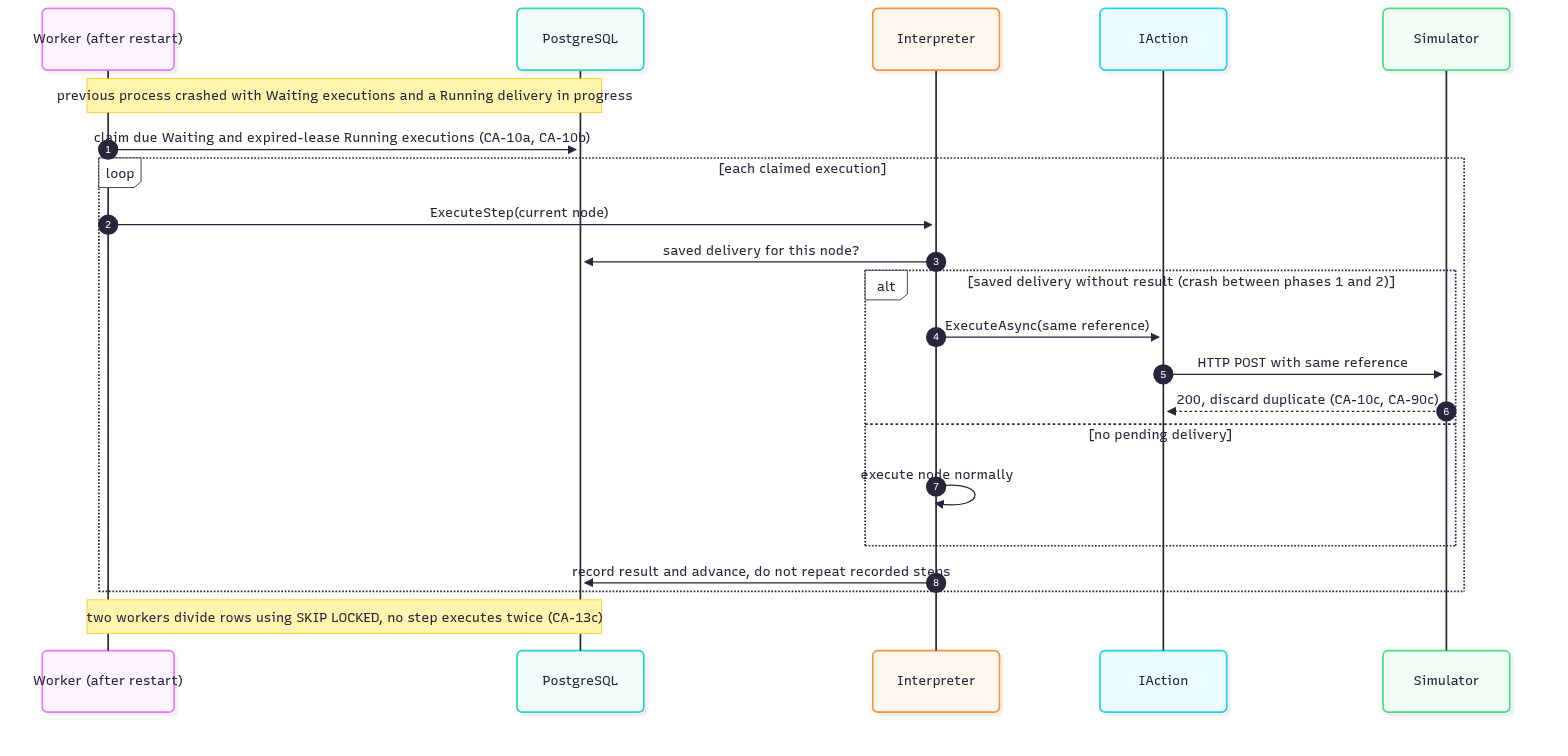 Worker (after restart)
PostgreSQL
Interpreter
IAction
Simulator
previous process crashed with Waiting executions and a Running delivery in progress
claim due Waiting and expired-lease Running executions (CA-10a, CA-10b)
1
loop
[each claimed execution]
ExecuteStep(current node)
2
saved delivery for this node?
3
alt
[saved delivery without result (crash between phases 1 and 2)]
ExecuteAsync(same reference)
4
HTTP POST with same reference
5
200, discard duplicate (CA-10c, CA-90c)
6
[no pending delivery]
execute node normally
7
record result and advance, do not repeat recorded steps
8
two workers divide rows using SKIP LOCKED, no step executes twice (CA-13c)
Worker (after restart)
PostgreSQL
Interpreter
IAction
Simulator